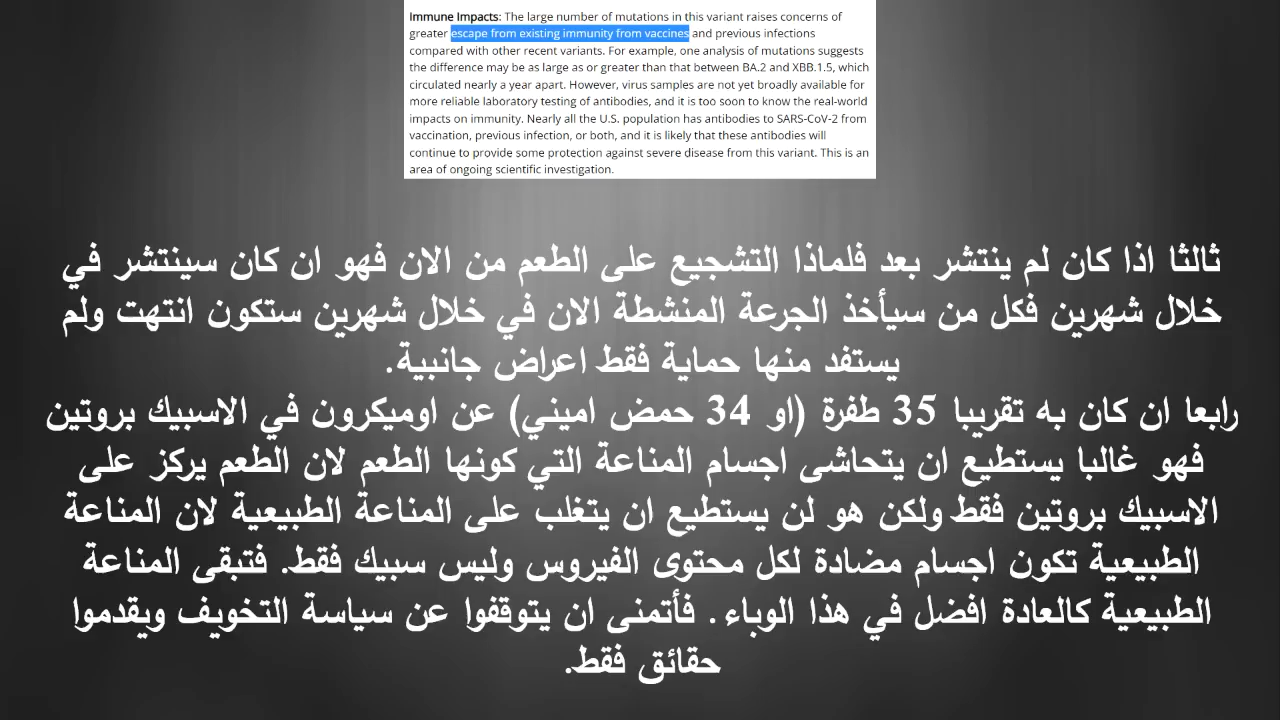 Immune Impacts: The large number of mutations in this variant raises concerns of
greater escape from existing immunity from vaccines and previous infections
compared with other recent variants. For example, one analysis of mutations suggests
the difference may be as large as or greater than that between BA.2 and XBB.1.5, which
circulated nearly a year apart. However, virus samples are not yet broadly available for
more reliable laboratory testing of antibodies, and it is too soon to know the real-world
impacts on immunity. Nearly all the U.S. population has antibodies to SARS-CoV-2 from
vaccination, previous infection, or both, and it is likely that these antibodies will
continue to provide some protection against severe disease from this variant. This is an
area of ongoing scientific investigation.
ثالثا اذا كان لم ينتشر بعد فلماذا التشجيع على الطعم من الان فهو ان كان سينتشر في
خلال شهرين فكل من سيأخذ الجرعة المنشطة الان في خلال شهرين ستكون انتهت ولم
يستفد منها حماية فقط اعراض جانبية.
رابعا ان كان به تقريبا 35 طفرة (او 34 حمض اميني) عن اوميكرون في الاسبيك بروتين
فهو غالبا يستطيع ان يتحاشى اجسام المناعة التي كونها الطعم لان الطعم يركز على
الاسبيك بروتين فقط ولكن هو لن يستطيع ان يتغلب على المناعة الطبيعية لان المناعة
الطبيعية تكون اجسام مضادة لكل محتوى الفيروس وليس سبيك فقط. فتبقى المناعة
الطبيعية كالعادة افضل في هذا الوباء. فأتمنى ان يتوقفوا عن سياسة التخويف ويقدموا
حقائق فقط.